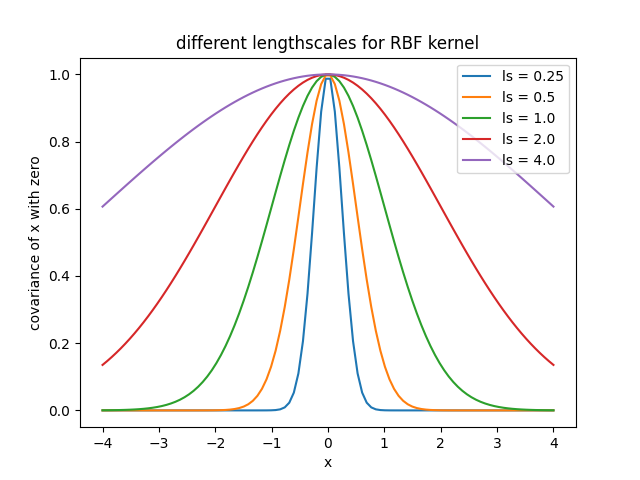 different lengthscales for RBF kernel
covariance of x with zero
1.0
0.8
0.6
0.4
0.2
0.0
ls = 0.25
ls = 0.5
ls = 1.0
ls = 2.0
ls = 4.0
−4 −3 −2 −1 0 1 2 3 4
x